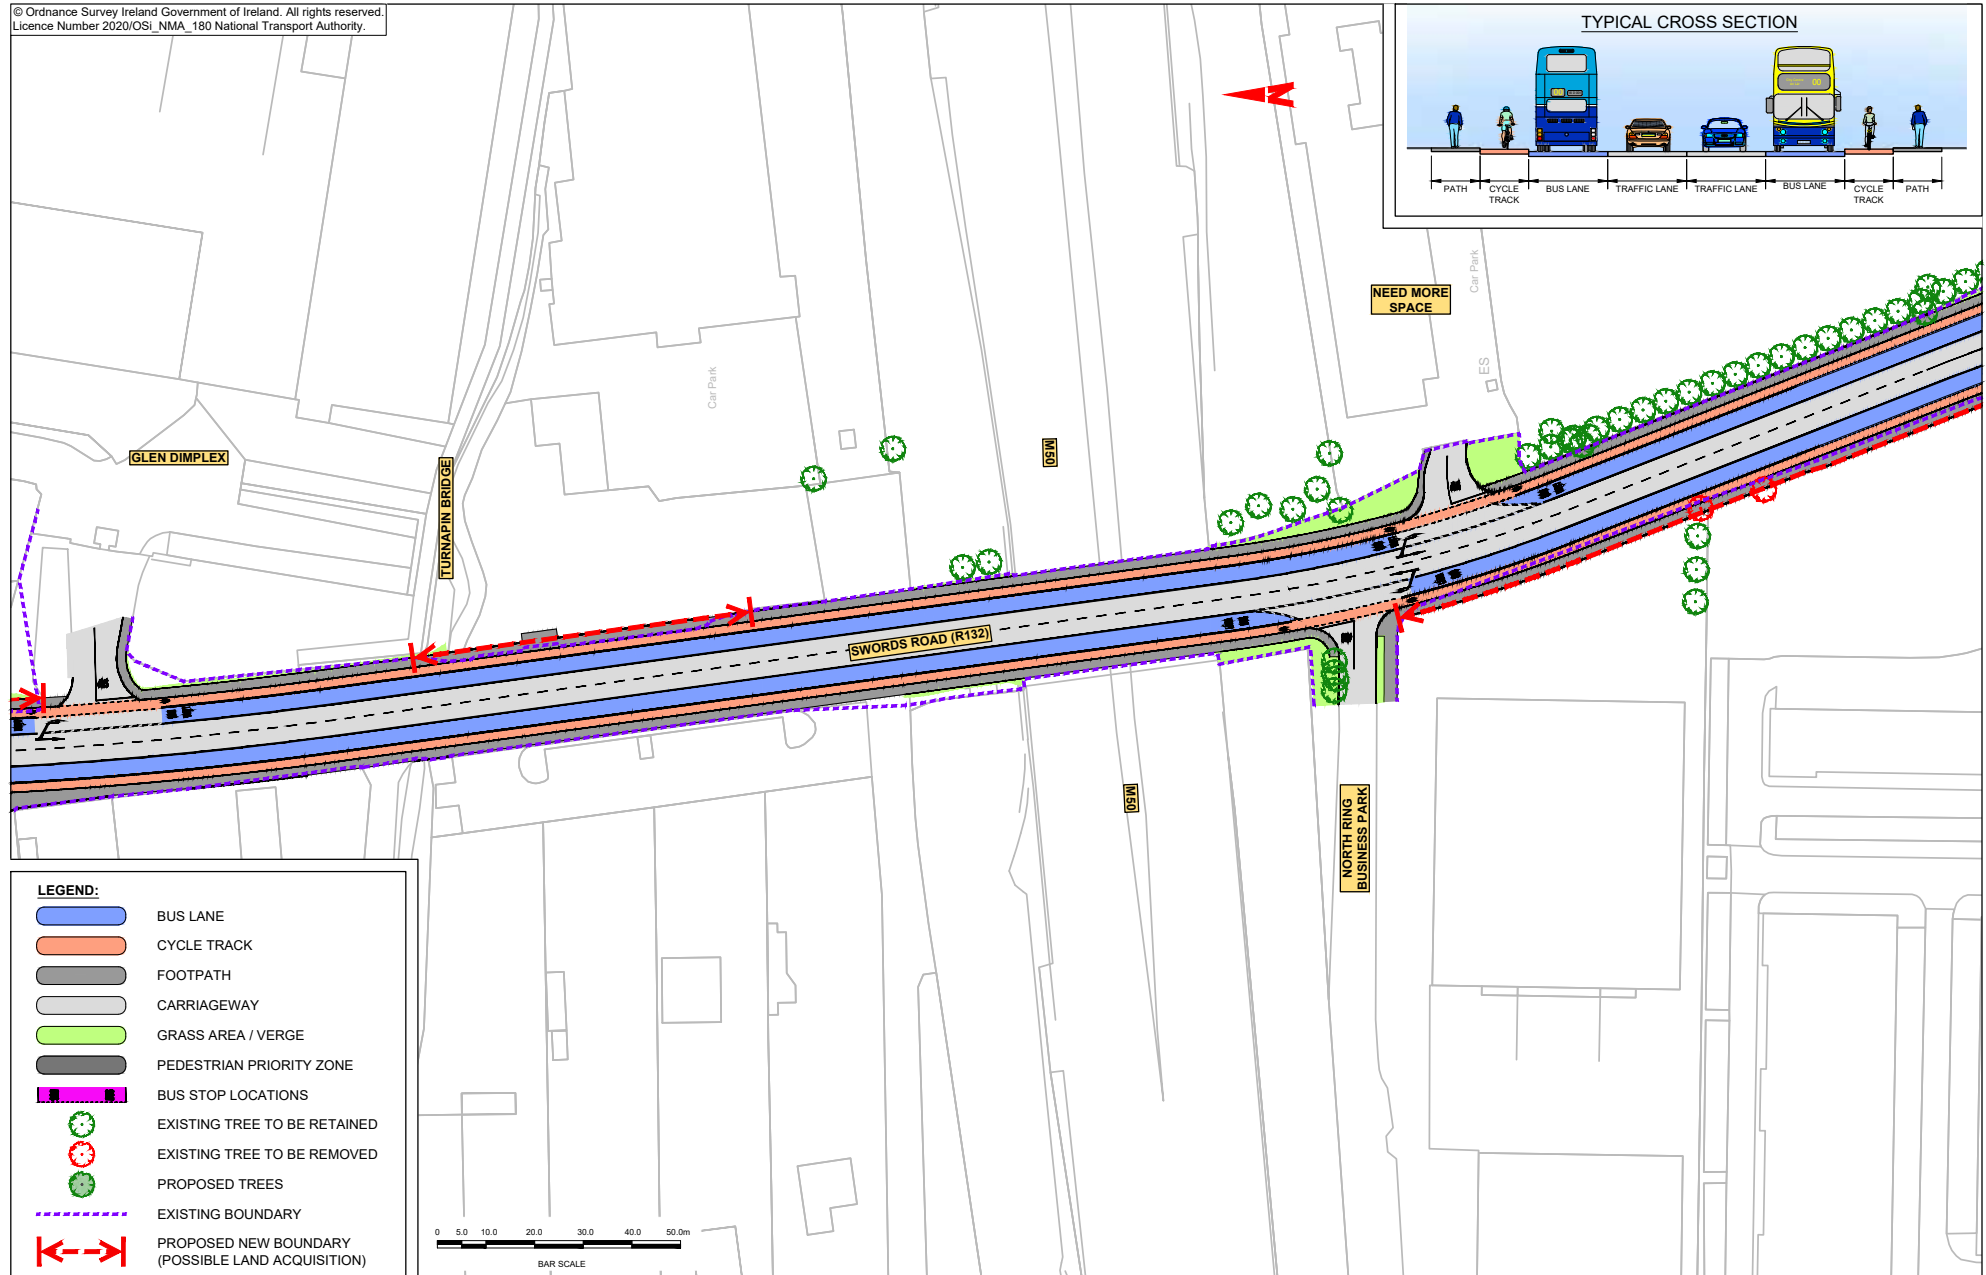 © Ordnance Survey Ireland Government of Ireland. All rights reserved.
Licence Number 2020/OSi_NMA_180 National Transport Authority.
TYPICAL CROSS SECTION
PATH
CYCLE
TRACK
BUS LANE
TRAFFIC LANE
TRAFFIC LANE
BUS LANE
CYCLE
TRACK
PATH
N
NEED MORE
SPACE
Car Park
ES
Car Park
GLEN DIMPLEX
TURNAPIN BRIDGE
M50
SWORDS ROAD (R132)
M50
NORTH RING
BUSINESS PARK
LEGEND:
BUS LANE
CYCLE TRACK
FOOTPATH
CARRIAGEWAY
GRASS AREA / VERGE
PEDESTRIAN PRIORITY ZONE
BUS STOP LOCATIONS
EXISTING TREE TO BE RETAINED
EXISTING TREE TO BE REMOVED
PROPOSED TREES
EXISTING BOUNDARY
PROPOSED NEW BOUNDARY
(POSSIBLE LAND ACQUISITION)
0 5.0 10.0 20.0 30.0 40.0 50.0m
BAR SCALE